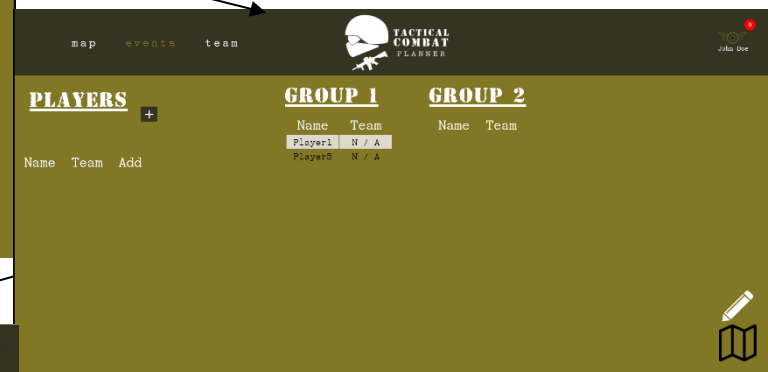 map events team
TACTICAL
COMBAT
PLANNER
John Doe
PLAYERS
+
Name Team Add
GROUP 1
Name Team
Player1 N / A
Player5 N / A
GROUP 2
Name Team